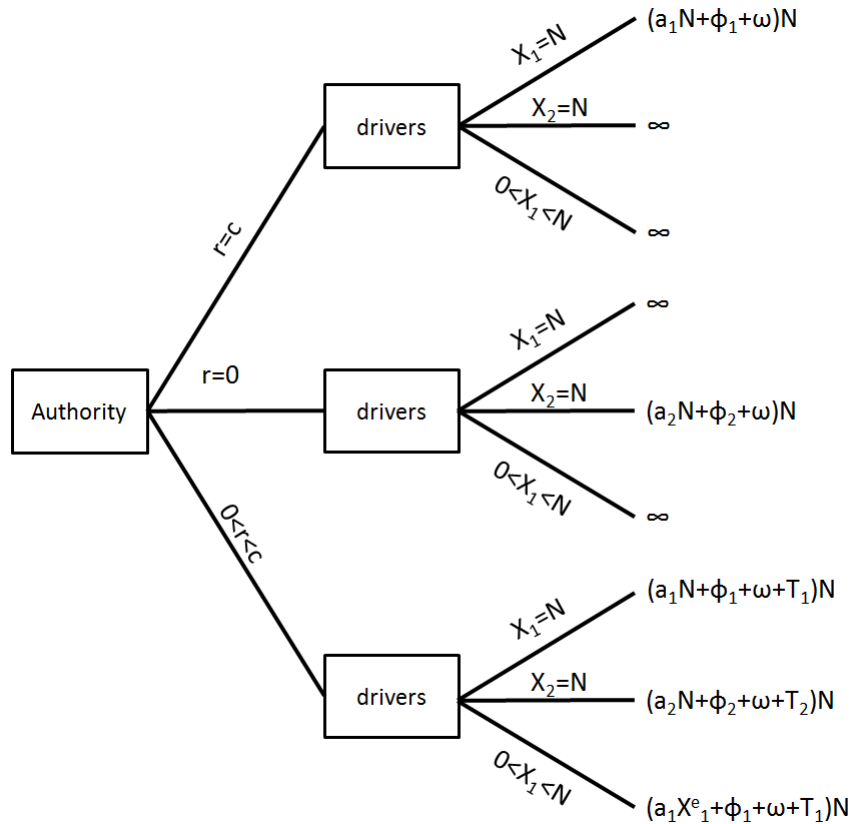 X₁=N
(a₁N+ϕ₁+ω)N
drivers
X₂=N
∞
0<X₁<N
∞
r=c
X₁=N
∞
Authority
r=0
drivers
X₂=N
(a₂N+ϕ₂+ω)N
0<X₁<N
∞
0<r<c
X₁=N
(a₁N+ϕ₁+ω+T₁)N
drivers
X₂=N
(a₂N+ϕ₂+ω+T₂)N
0<X₁<N
(a₁Xᵉ₁+ϕ₁+ω+T₁)N